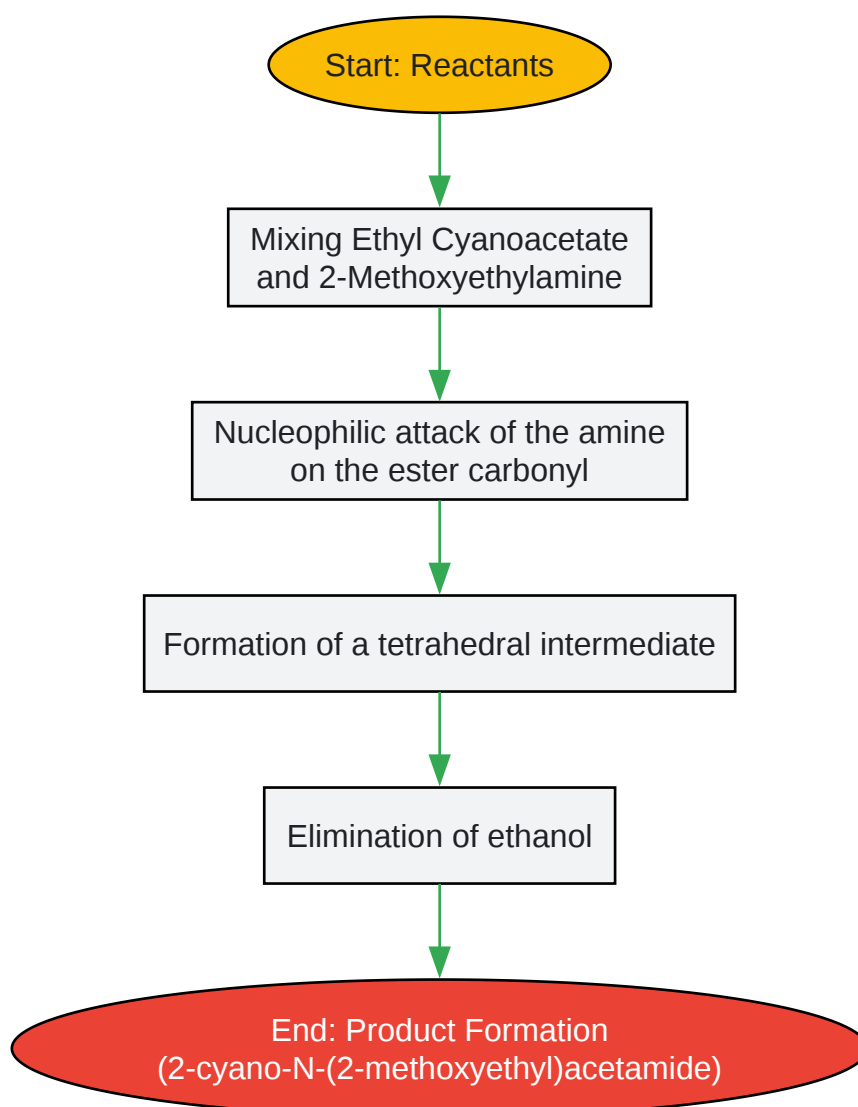 Start: Reactants
Mixing Ethyl Cyanoacetate
and 2-Methoxyethylamine
Nucleophilic attack of the amine
on the ester carbonyl
Formation of a tetrahedral intermediate
Elimination of ethanol
End: Product Formation
(2-cyano-N-(2-methoxyethyl)acetamide)